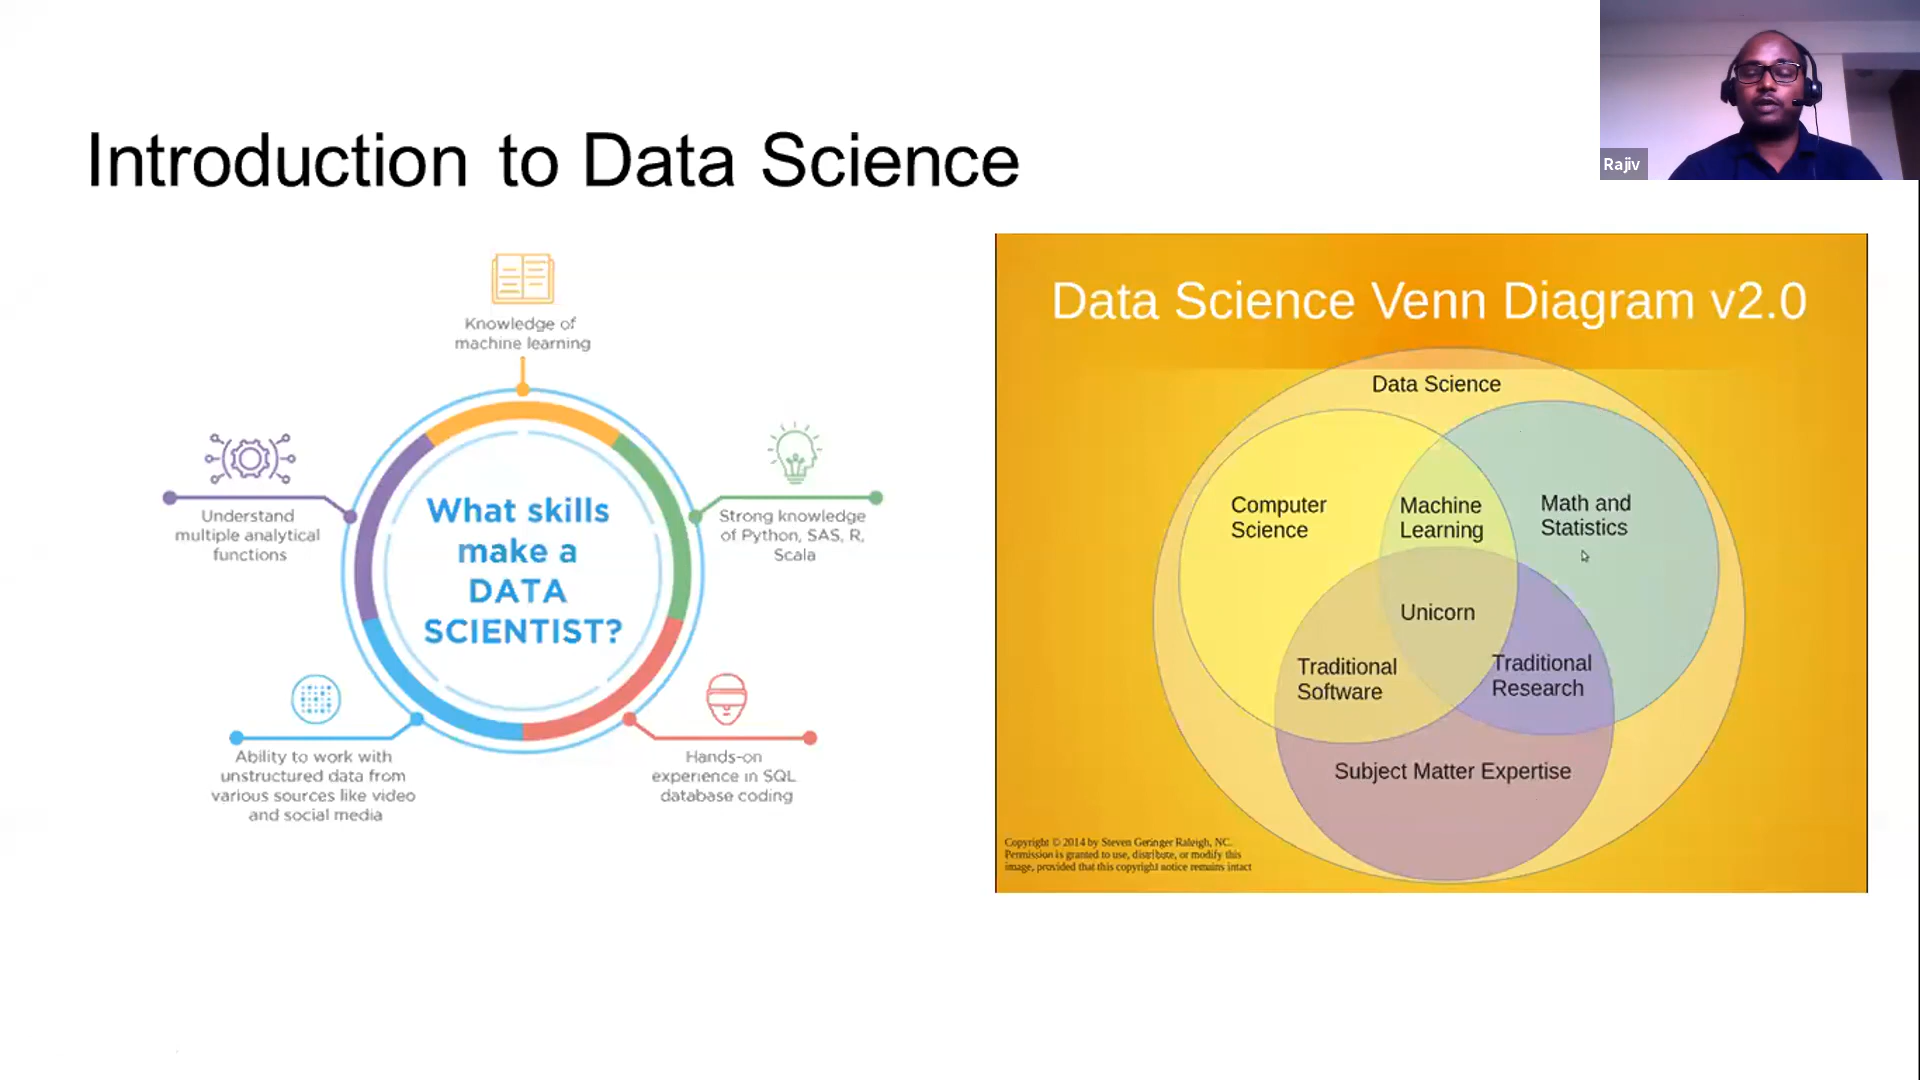 Rajiv
Introduction to Data Science
Knowledge of
machine learning
Understand
multiple analytical
functions
What skills
make a
DATA
SCIENTIST?
Strong knowledge
of Python, SAS, R,
Scala
Ability to work with
unstructured data from
various sources like video
and social media
Hands-on
experience in SQL
database coding
Data Science Venn Diagram v2.0
Data Science
Computer
Science
Machine
Learning
Math and
Statistics
Unicorn
Traditional
Software
Traditional
Research
Subject Matter Expertise
Copyright © 2014 by Steven Geringer Raleigh, NC.
Permission is granted to use, distribute, or modify this
image, provided that this copyright notice remains intact